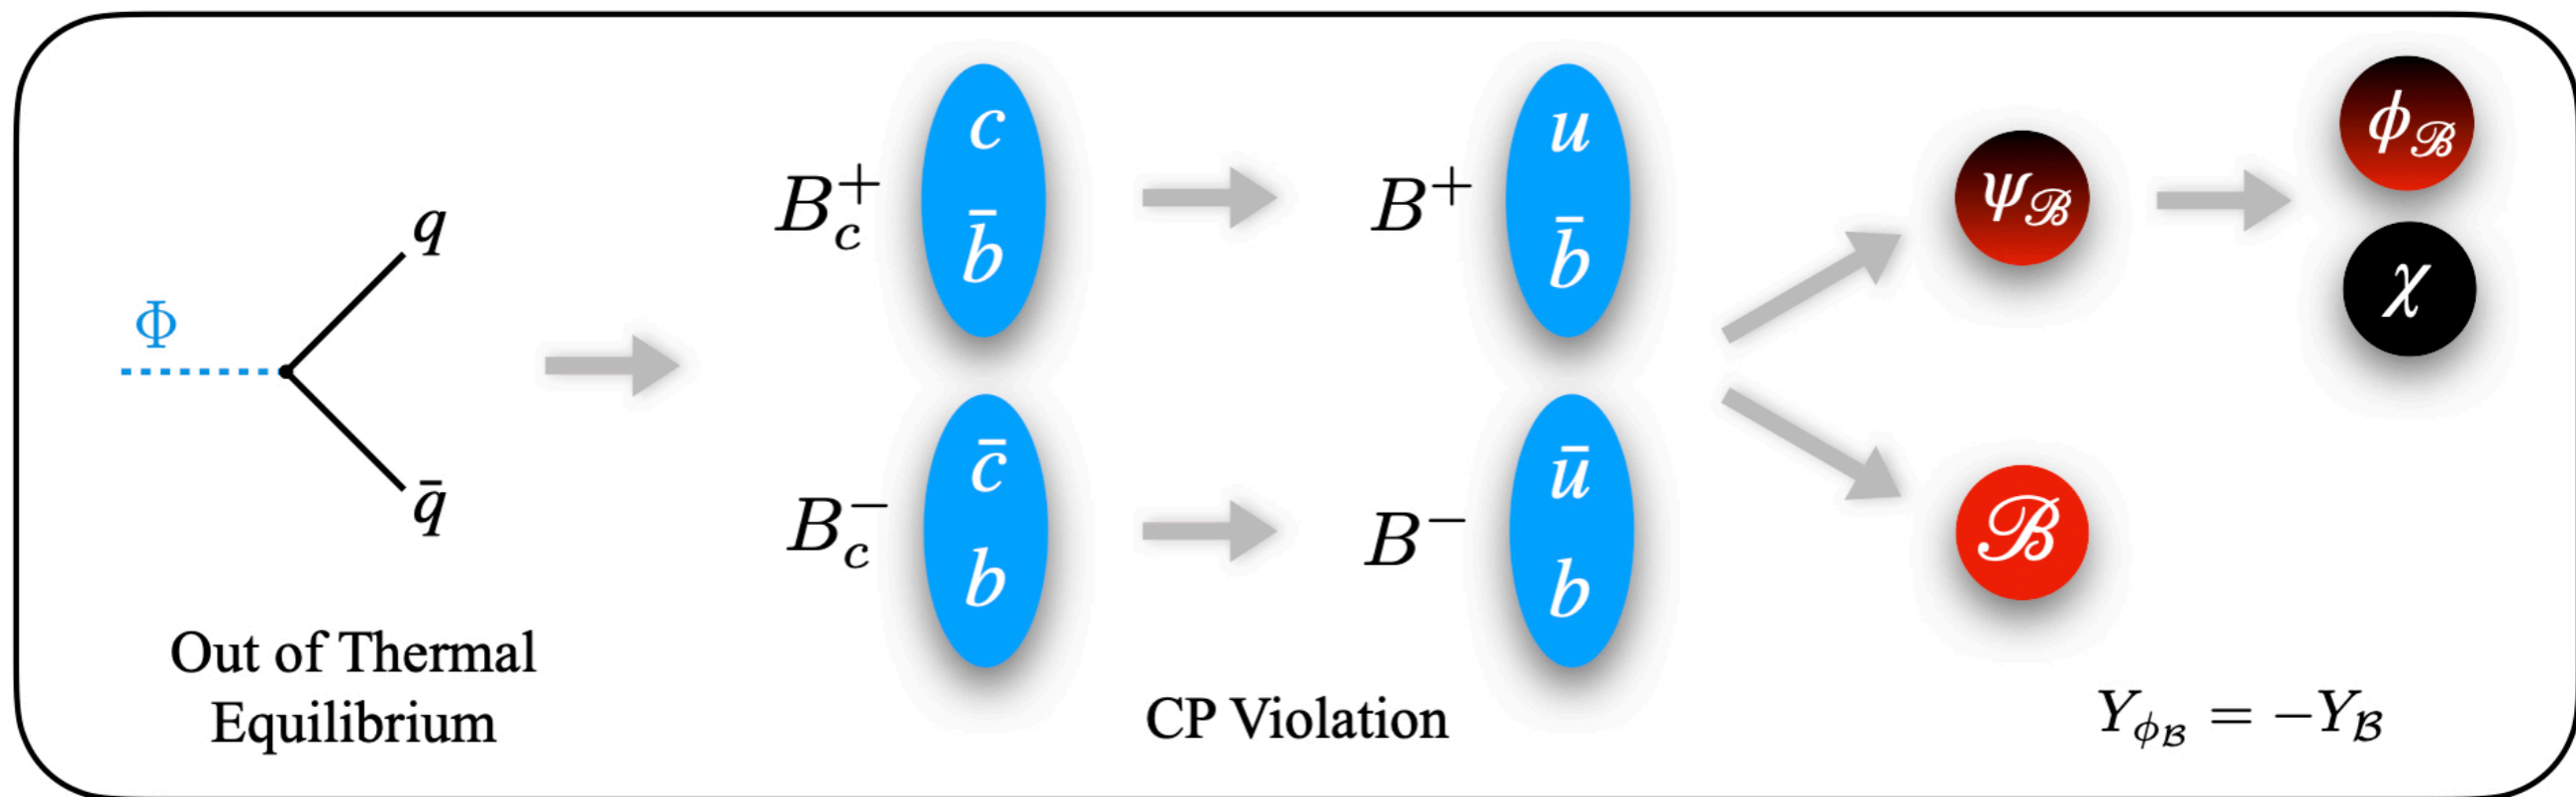 Φ
q
q̄
Out of Thermal
Equilibrium
B_c^+
c
b̄
B_c^-
c̄
b
CP Violation
B^+
u
b̄
B^-
ū
b
ψ_ℬ
ℬ
ϕ_ℬ
χ
Y_{ϕ_ℬ} = −Y_ℬ